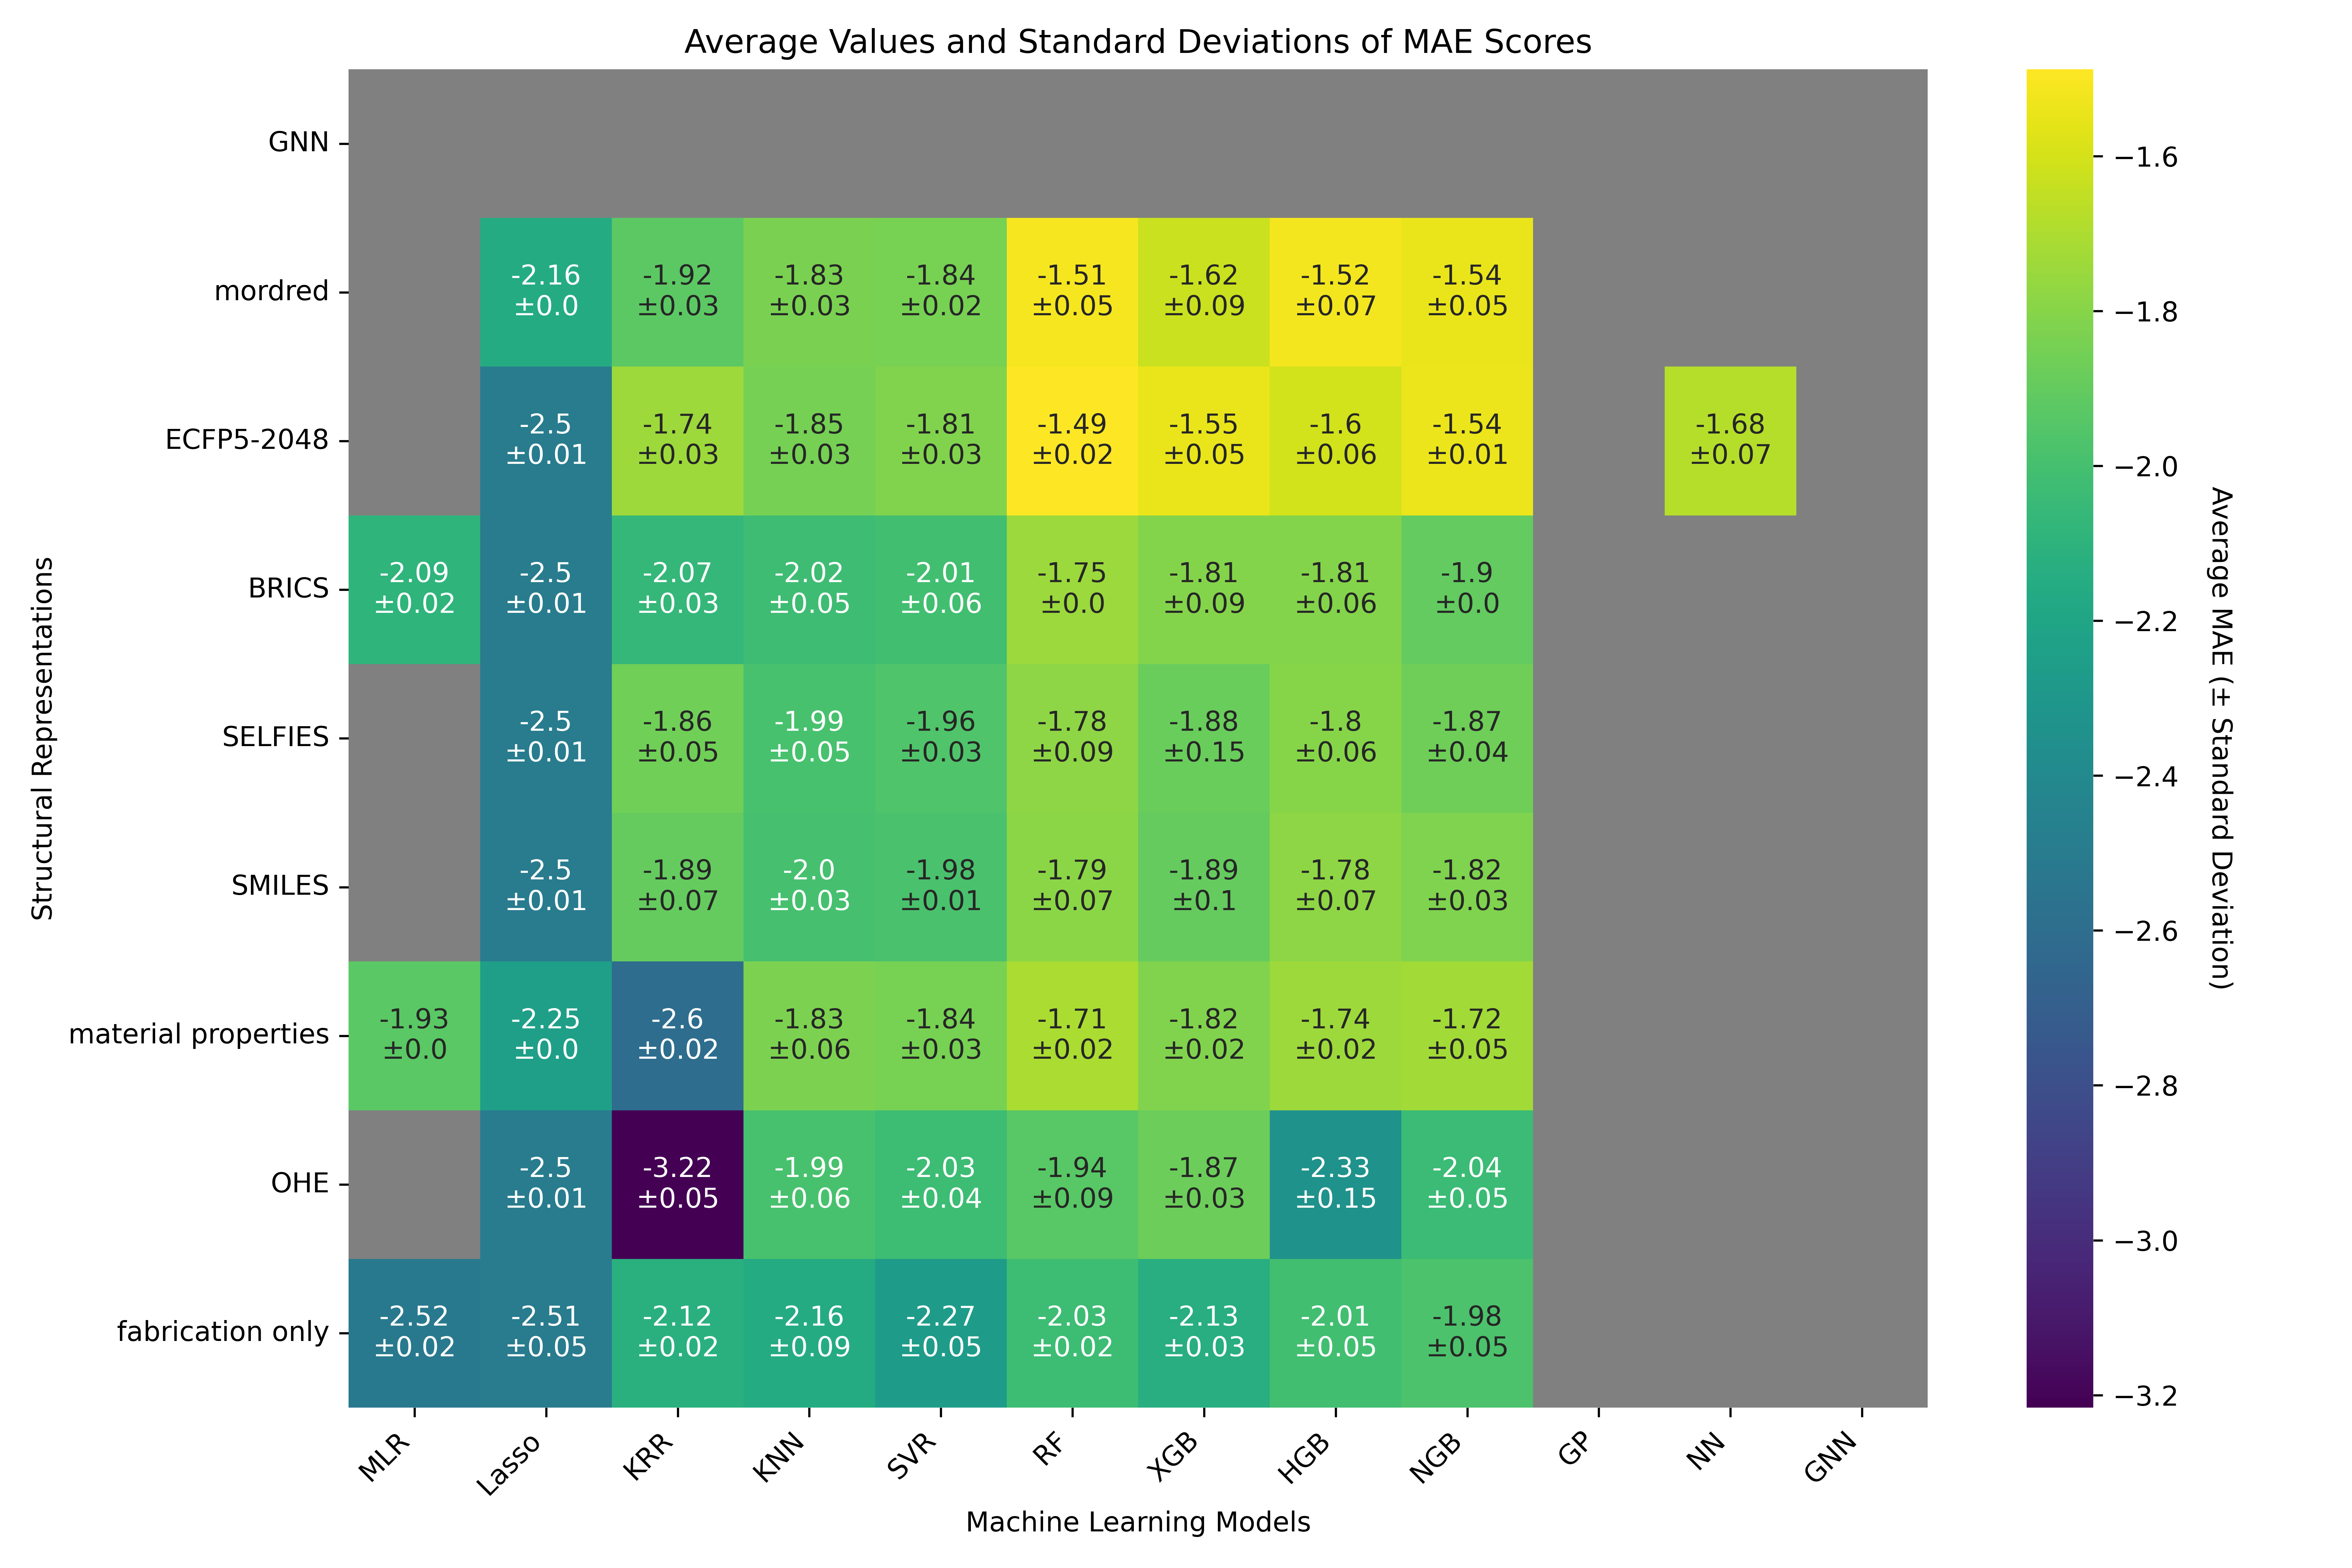 Average Values and Standard Deviations of MAE Scores
Structural Representations
GNN
mordred
-2.16 -1.92 -1.83 -1.84 -1.51 -1.62 -1.52 -1.54
±0.0 ±0.03 ±0.03 ±0.02 ±0.05 ±0.09 ±0.07 ±0.05
ECFP5-2048
-2.5 -1.74 -1.85 -1.81 -1.49 -1.55 -1.6 -1.54 -1.68
±0.01 ±0.03 ±0.03 ±0.03 ±0.02 ±0.05 ±0.06 ±0.01 ±0.07
BRICS
-2.09 -2.5 -2.07 -2.02 -2.01 -1.75 -1.81 -1.81 -1.9
±0.02 ±0.01 ±0.03 ±0.05 ±0.06 ±0.0 ±0.09 ±0.06 ±0.0
SELFIES
-2.5 -1.86 -1.99 -1.96 -1.78 -1.88 -1.8 -1.87
±0.01 ±0.05 ±0.05 ±0.03 ±0.09 ±0.15 ±0.06 ±0.04
SMILES
-2.5 -1.89 -2.0 -1.98 -1.79 -1.89 -1.78 -1.82
±0.01 ±0.07 ±0.03 ±0.01 ±0.07 ±0.1 ±0.07 ±0.03
material properties
-1.93 -2.25 -2.6 -1.83 -1.84 -1.71 -1.82 -1.74 -1.72
±0.0 ±0.0 ±0.02 ±0.06 ±0.03 ±0.02 ±0.02 ±0.02 ±0.05
OHE
-2.5 -3.22 -1.99 -2.03 -1.94 -1.87 -2.33 -2.04
±0.01 ±0.05 ±0.06 ±0.04 ±0.09 ±0.03 ±0.15 ±0.05
fabrication only
-2.52 -2.51 -2.12 -2.16 -2.27 -2.03 -2.13 -2.01 -1.98
±0.02 ±0.05 ±0.02 ±0.09 ±0.05 ±0.02 ±0.03 ±0.05 ±0.05
MLR Lasso KRR KNN SVR RF XGB HGB NGB GP NN GNN
Machine Learning Models
−1.6
−1.8
−2.0
−2.2
−2.4
−2.6
−2.8
−3.0
−3.2
Average MAE (± Standard Deviation)